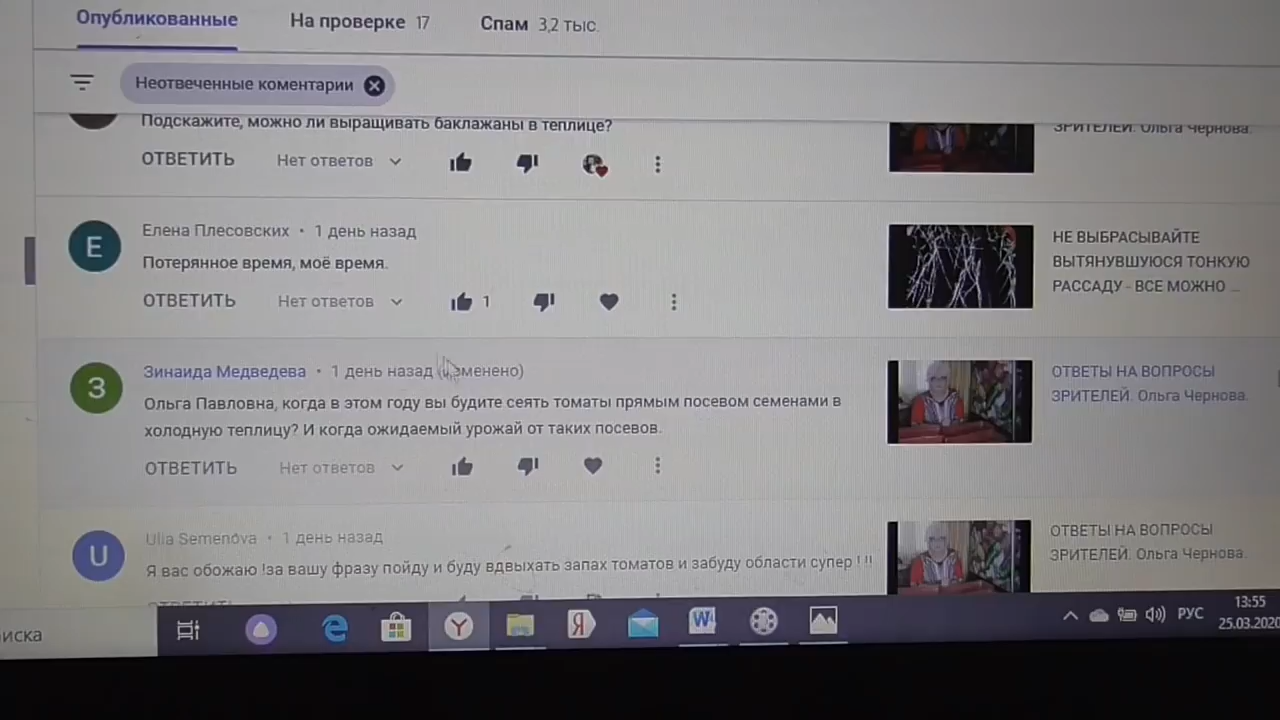 Опубликованные
На проверке 17
Спам 3,2 тыс.
Неотвеченные коментарии
Подскажите, можно ли выращивать баклажаны в теплице?
ЗРИТЕЛЕЙ. Ольга Чернова.
ОТВЕТИТЬ Нет ответов
Е
Елена Плесовских • 1 день назад
Потерянное время, моё время.
ОТВЕТИТЬ Нет ответов 1
НЕ ВЫБРАСЫВАЙТЕ
ВЫТЯНУВШУЮСЯ ТОНКУЮ
РАССАДУ - ВСЕ МОЖНО ...
З
Зинаида Медведева • 1 день назад (изменено)
Ольга Павловна, когда в этом году вы будите сеять томаты прямым посевом семенами в
холодную теплицу? И когда ожидаемый урожай от таких посевов.
ОТВЕТИТЬ Нет ответов
ОТВЕТЫ НА ВОПРОСЫ
ЗРИТЕЛЕЙ. Ольга Чернова.
U
Ulia Semenova • 1 день назад
Я вас обожаю !за вашу фразу пойду и буду вдвыхать запах томатов и забуду области супер ! !!
ОТВЕТИТЬ
ОТВЕТЫ НА ВОПРОСЫ
ЗРИТЕЛЕЙ. Ольга Чернова.
иска
РУС
13:55
25.03.2020